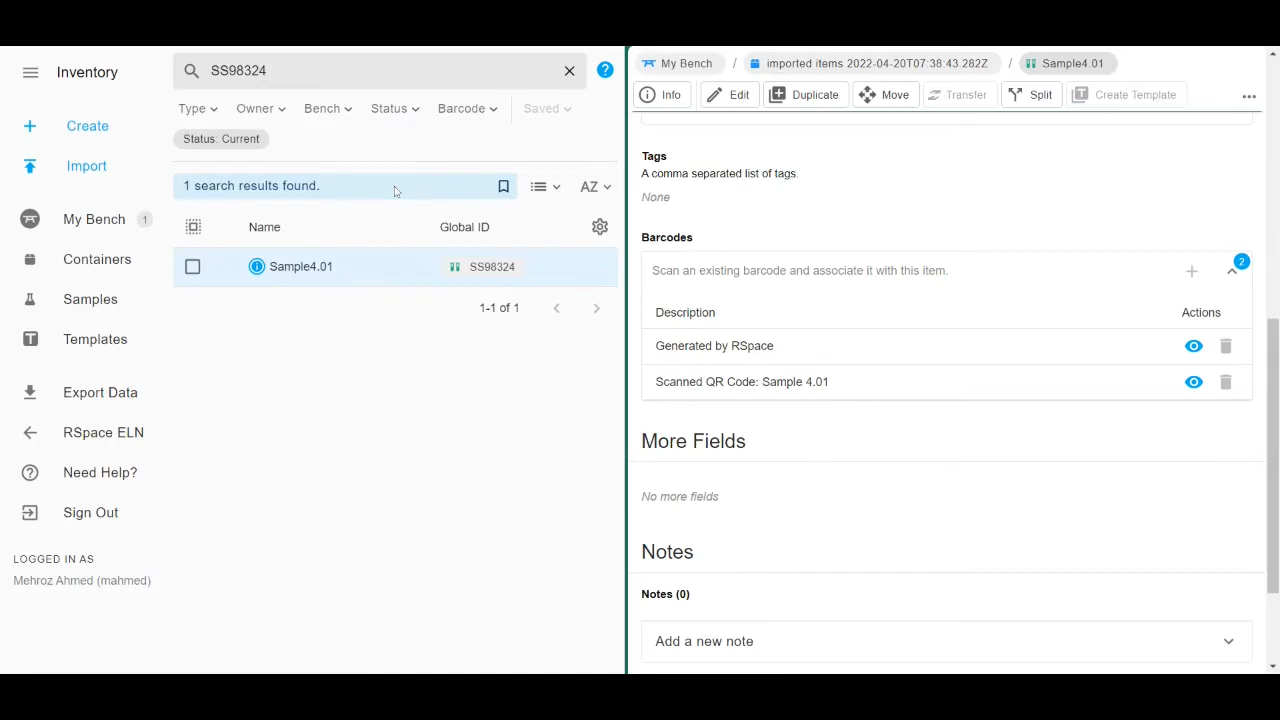 Inventory
Create
Import
My Bench 1
Containers
Samples
Templates
Export Data
RSpace ELN
Need Help?
Sign Out
LOGGED IN AS
Mehroz Ahmed (mahmed)
SS98324
Type Owner Bench Status Barcode Saved
Status: Current
1 search results found.
AZ
Name Global ID
Sample4.01 SS98324
1-1 of 1
My Bench / imported items 2022-04-20T07:38:43.282Z / Sample4.01
Info Edit Duplicate Move Transfer Split Create Template
Tags
A comma separated list of tags.
None
Barcodes
Scan an existing barcode and associate it with this item.
2
Description Actions
Generated by RSpace
Scanned QR Code: Sample 4.01
More Fields
No more fields
Notes
Notes (0)
Add a new note